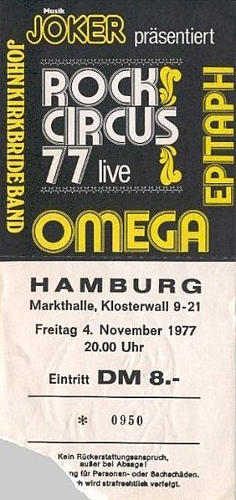 Musik
JOKER präsentiert
JOHN KIRKBRIDE BAND
ROCK
CIRCUS
77 live
EPITAPH
OMEGA
HAMBURG
Markthalle, Klosterwall 9-21
Freitag 4. November 1977
20.00 Uhr
Eintritt DM 8.-
* 0950
Kein Rückerstattungsanspruch,
außer bei Absage!
ng für Personen- oder Sachschäden.
h wird strafrechtlich verfolgt.